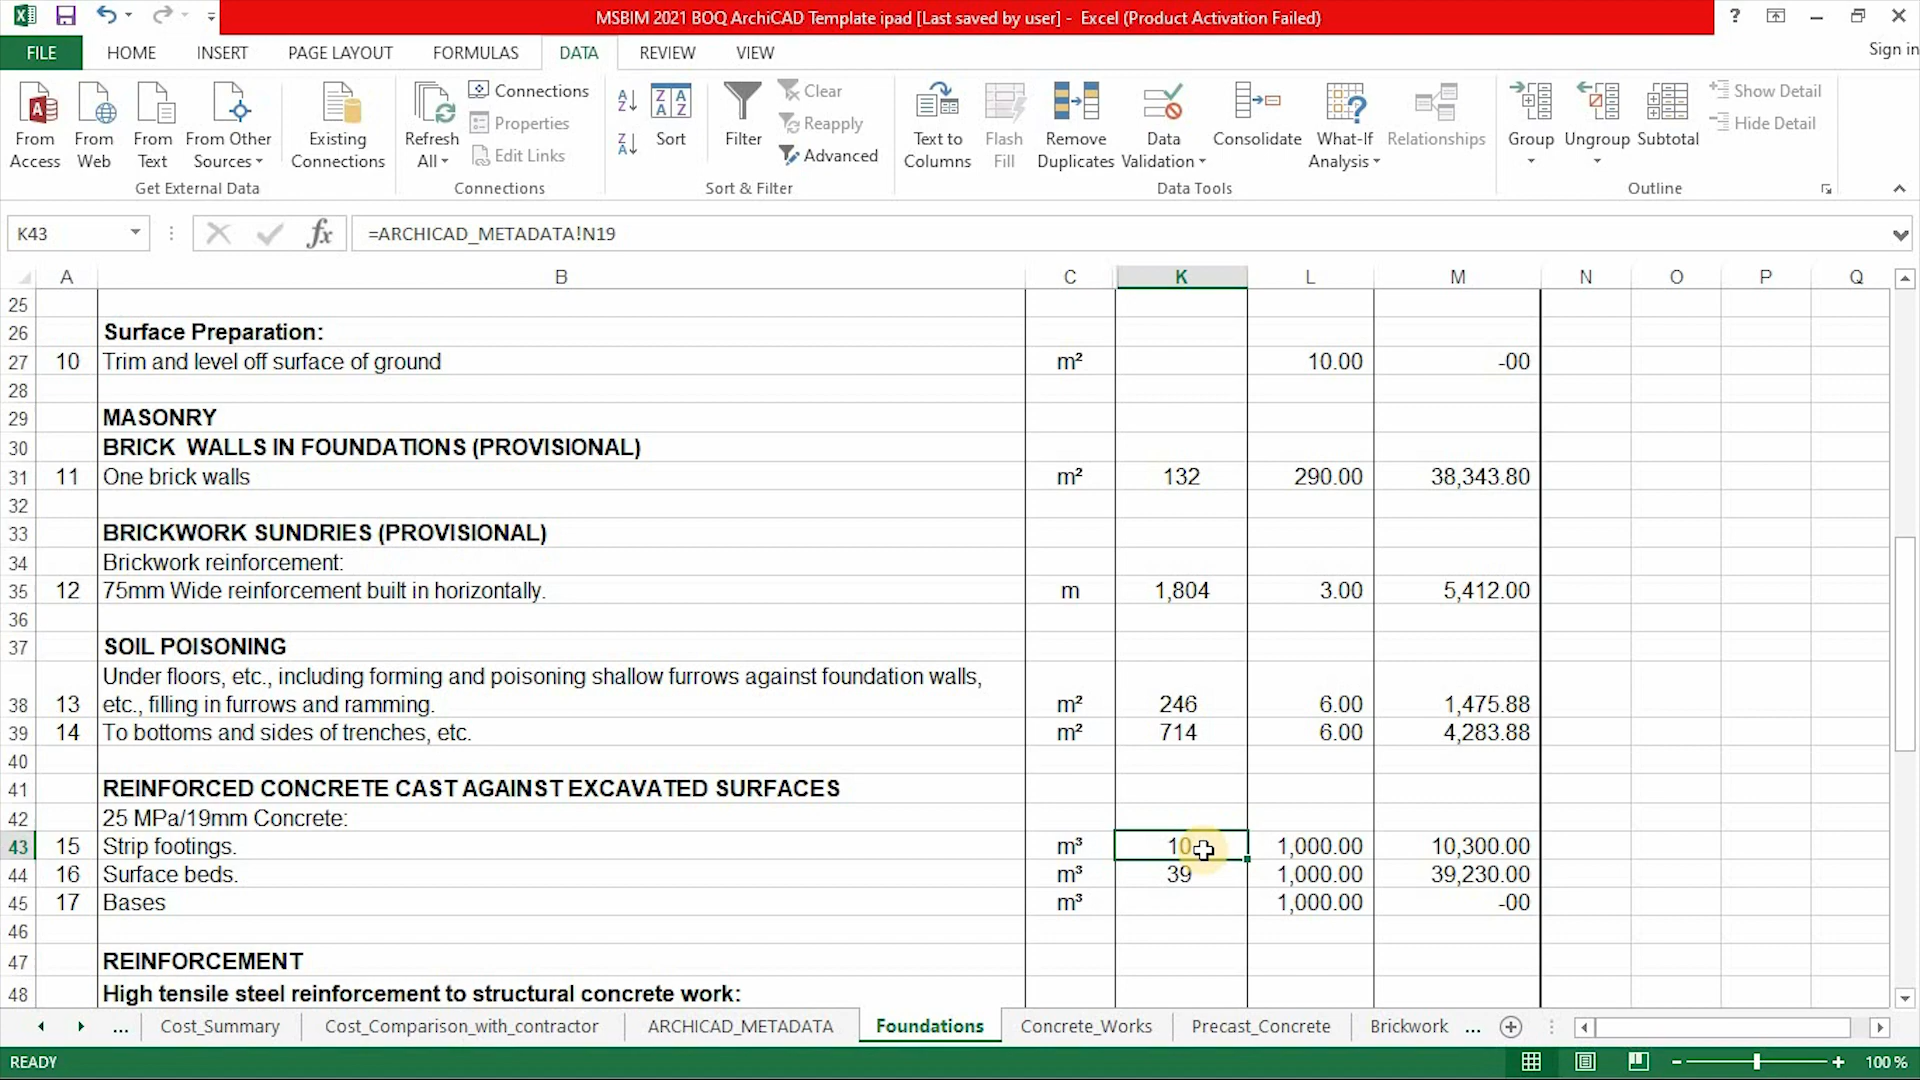 MSBIM 2021 BOQ ArchiCAD Template ipad [Last saved by user] - Excel (Product Activation Failed)
?
FILE HOME INSERT PAGE LAYOUT FORMULAS DATA REVIEW VIEW Sign in
From Access
From Web
From Text
From Other Sources
Existing Connections
Get External Data
Refresh All
Connections
Properties
Edit Links
Connections
Sort
Filter
Clear
Reapply
Advanced
Sort & Filter
Text to Columns
Flash Fill
Remove Duplicates
Data Validation
Consolidate
What-If Analysis
Relationships
Data Tools
Group
Ungroup
Subtotal
Show Detail
Hide Detail
Outline
K43 fx =ARCHICAD_METADATA!N19
A B C K L M N O P Q
25
26 Surface Preparation:
27 10 Trim and level off surface of ground m² 10.00 -00
28
29 MASONRY
30 BRICK WALLS IN FOUNDATIONS (PROVISIONAL)
31 11 One brick walls m² 132 290.00 38,343.80
32
33 BRICKWORK SUNDRIES (PROVISIONAL)
34 Brickwork reinforcement:
35 12 75mm Wide reinforcement built in horizontally. m 1,804 3.00 5,412.00
36
37 SOIL POISONING
Under floors, etc., including forming and poisoning shallow furrows against foundation walls,
38 13 etc., filling in furrows and ramming. m² 246 6.00 1,475.88
39 14 To bottoms and sides of trenches, etc. m² 714 6.00 4,283.88
40
41 REINFORCED CONCRETE CAST AGAINST EXCAVATED SURFACES
42 25 MPa/19mm Concrete:
43 15 Strip footings. m³ 10 1,000.00 10,300.00
44 16 Surface beds. m³ 39 1,000.00 39,230.00
45 17 Bases m³ 1,000.00 -00
46
47 REINFORCEMENT
48 High tensile steel reinforcement to structural concrete work:
... Cost_Summary Cost_Comparison_with_contractor ARCHICAD_METADATA Foundations Concrete_Works Precast_Concrete Brickwork ...
READY 100 %